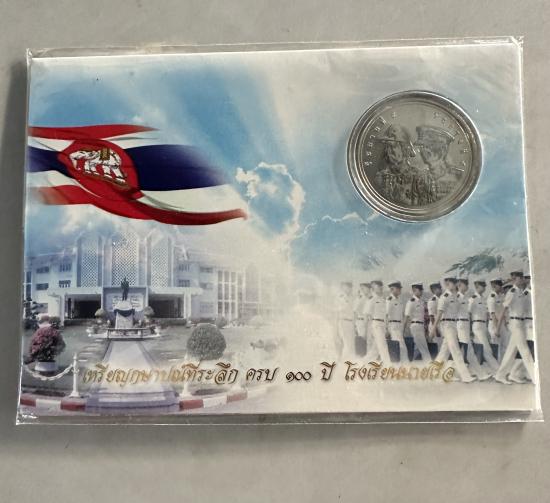 เหรียญกษาปณ์ที่ระลึก ครบ ๑๐๐ ปี โรงเรียนนายเรือ